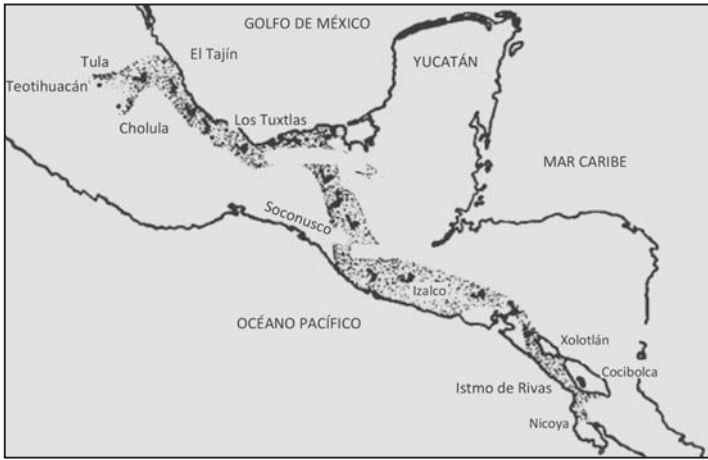 GOLFO DE MÉXICO
Tula
El Tajín
YUCATÁN
Teotihuacán
Cholula
Los Tuxtlas
MAR CARIBE
Soconusco
Izalco
OCÉANO PACÍFICO
Xolotlán
Cocibolca
Istmo de Rivas
Nicoya